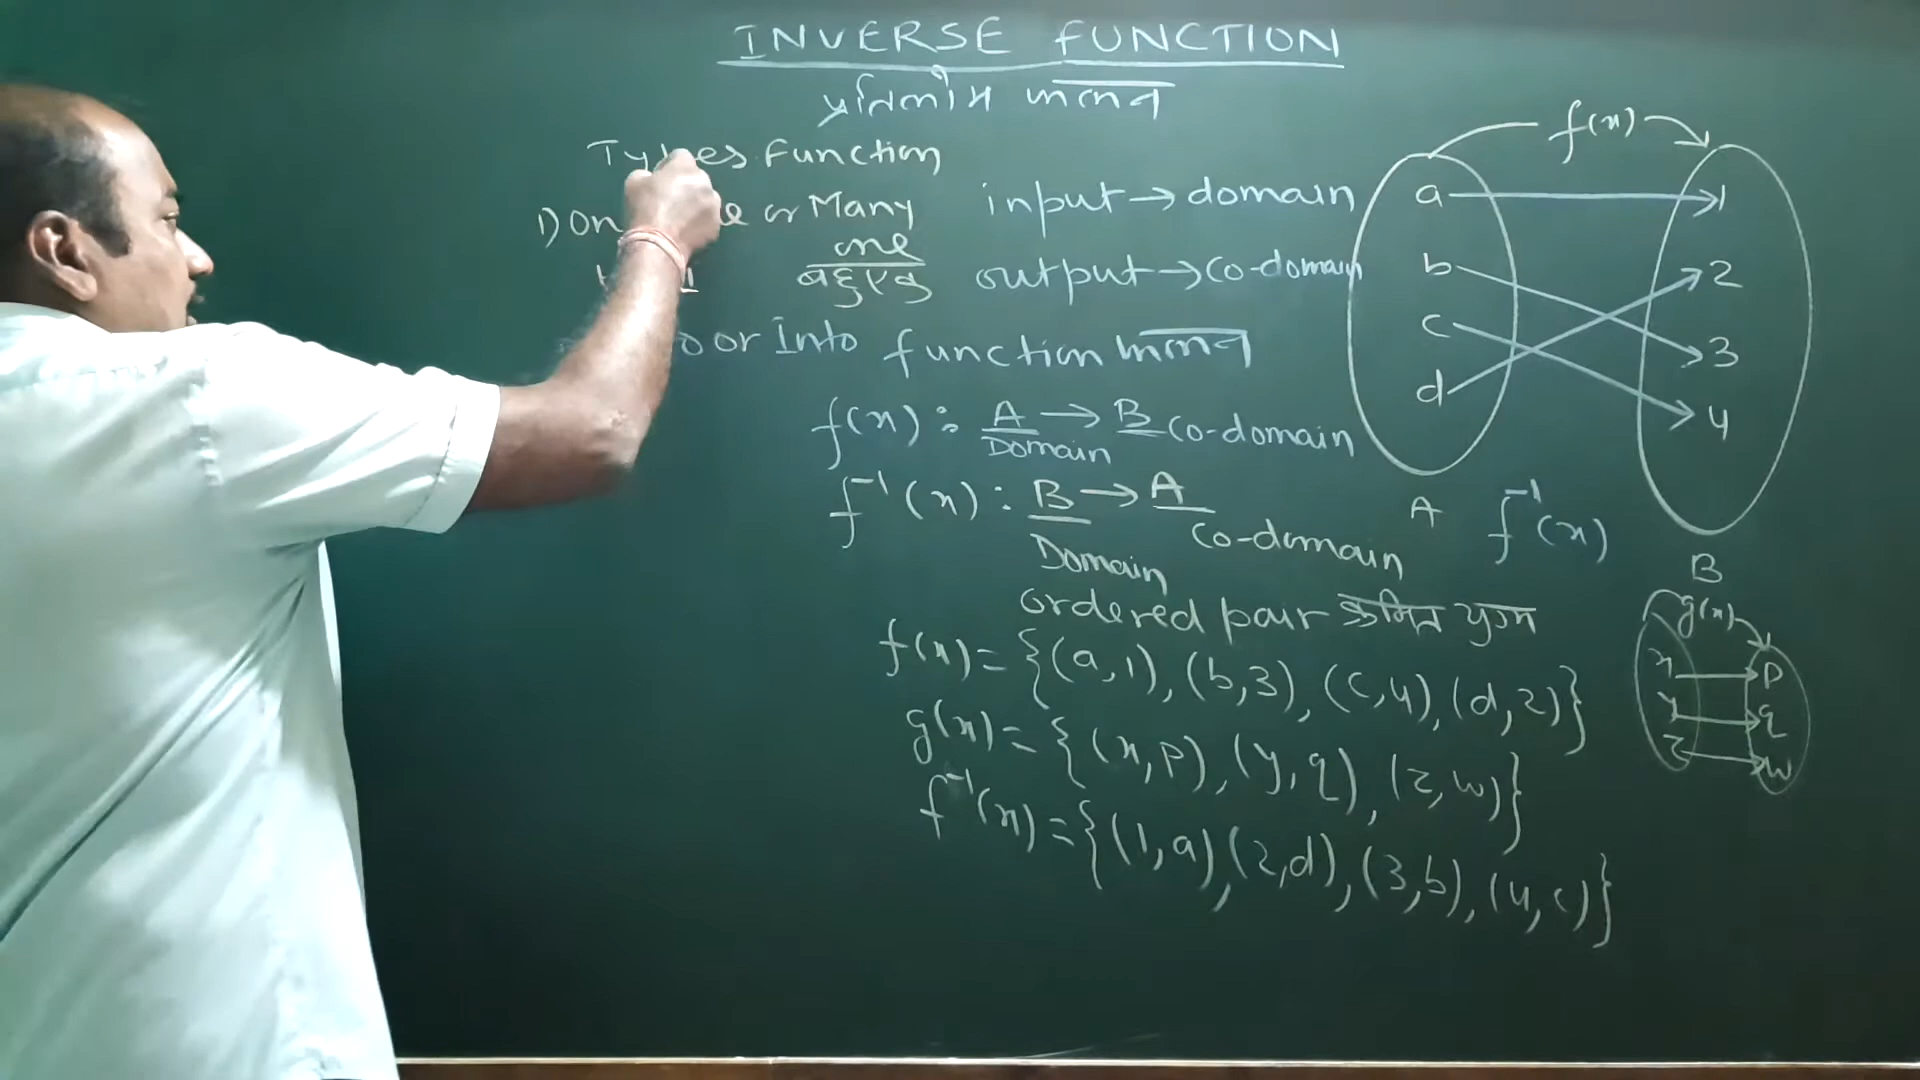 INVERSE FUNCTION
प्रतिलोम फलन
Types Function
1) One or Many one
बहुएक
or Into
input → domain
output → Co-domain
function फलन
f(x) : A → B Co-domain
Domain
f⁻¹(x) : B → A
Domain Co-domain
ordered pair क्रमित युग्म
f(x) = {(a,1), (b,3), (c,4), (d,2)}
g(x) = {(x,p), (y,q), (z,w)}
f⁻¹(x) = {(1,a), (2,d), (3,b), (4,c)}
f(x)
a 1
b 2
c 3
d 4
A f⁻¹(x)
B
g(x)
x p
y q
z w